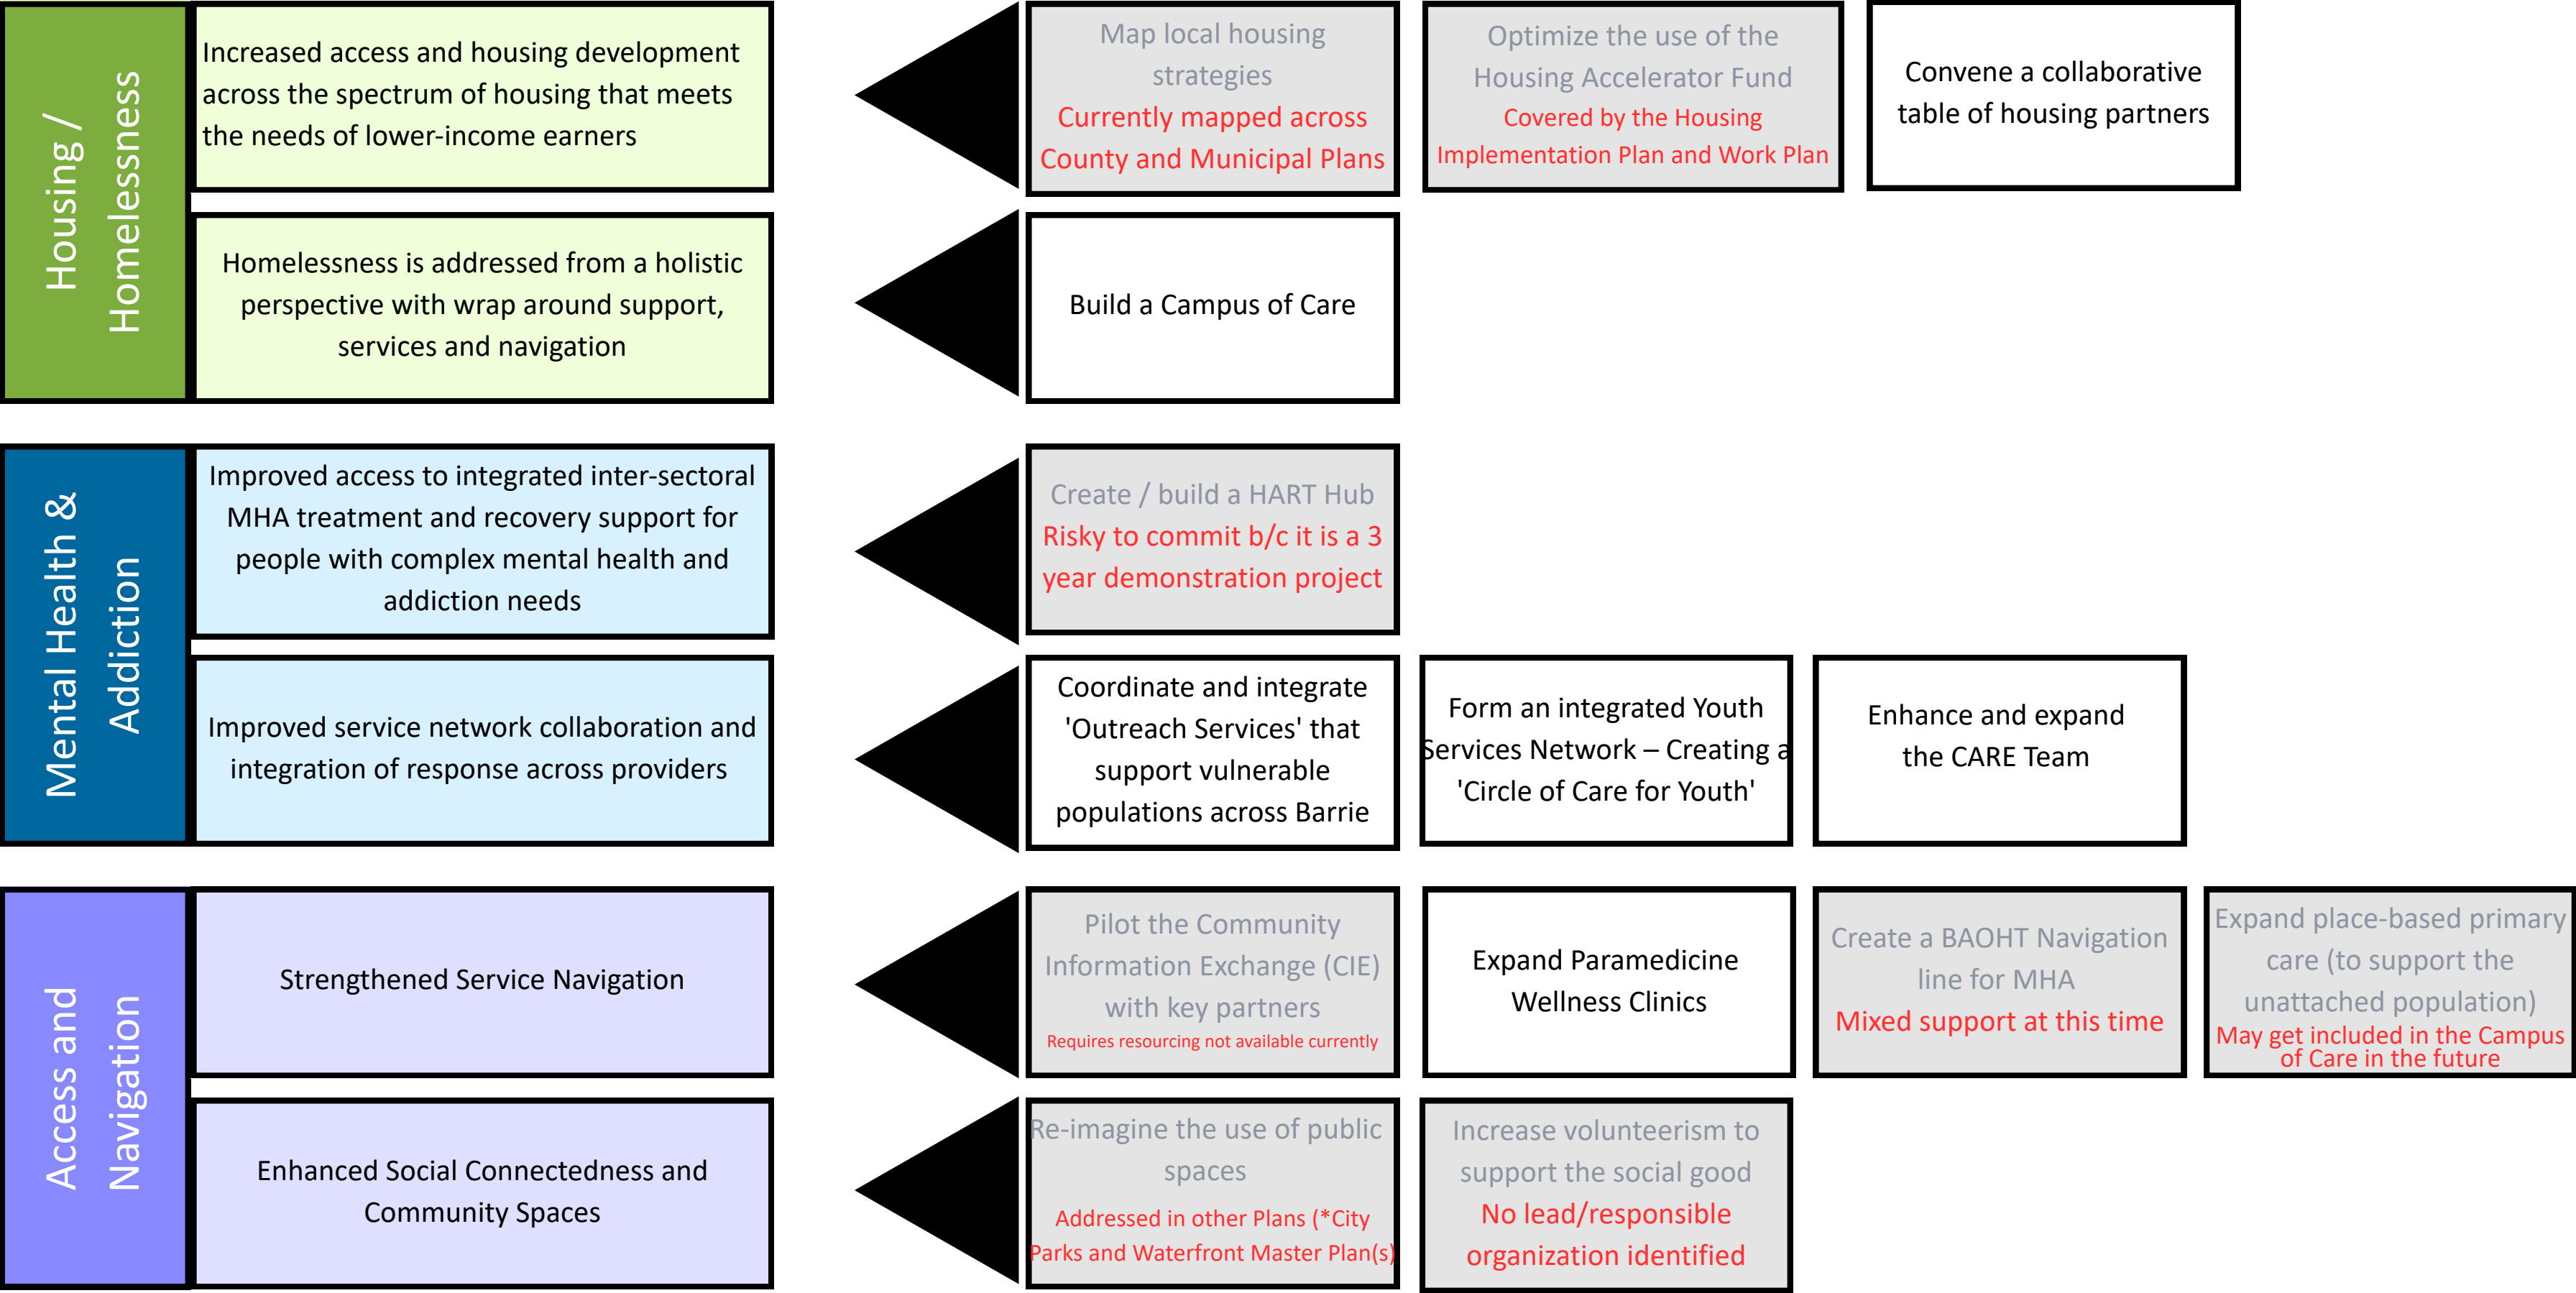 Housing /
Homelessness
Increased access and housing development
across the spectrum of housing that meets
the needs of lower-income earners
Map local housing
strategies
Currently mapped across
County and Municipal Plans
Optimize the use of the
Housing Accelerator Fund
Covered by the Housing
Implementation Plan and Work Plan
Convene a collaborative
table of housing partners
Homelessness is addressed from a holistic
perspective with wrap around support,
services and navigation
Build a Campus of Care
Mental Health &
Addiction
Improved access to integrated inter-sectoral
MHA treatment and recovery support for
people with complex mental health and
addiction needs
Create / build a HART Hub
Risky to commit b/c it is a 3
year demonstration project
Improved service network collaboration and
integration of response across providers
Coordinate and integrate
'Outreach Services' that
support vulnerable
populations across Barrie
Form an integrated Youth
Services Network – Creating a
'Circle of Care for Youth'
Enhance and expand
the CARE Team
Access and
Navigation
Strengthened Service Navigation
Pilot the Community
Information Exchange (CIE)
with key partners
Requires resourcing not available currently
Expand Paramedicine
Wellness Clinics
Create a BAOHT Navigation
line for MHA
Mixed support at this time
Expand place-based primary
care (to support the
unattached population)
May get included in the Campus
of Care in the future
Enhanced Social Connectedness and
Community Spaces
Re-imagine the use of public
spaces
Addressed in other Plans (*City
Parks and Waterfront Master Plan(s)
Increase volunteerism to
support the social good
No lead/responsible
organization identified